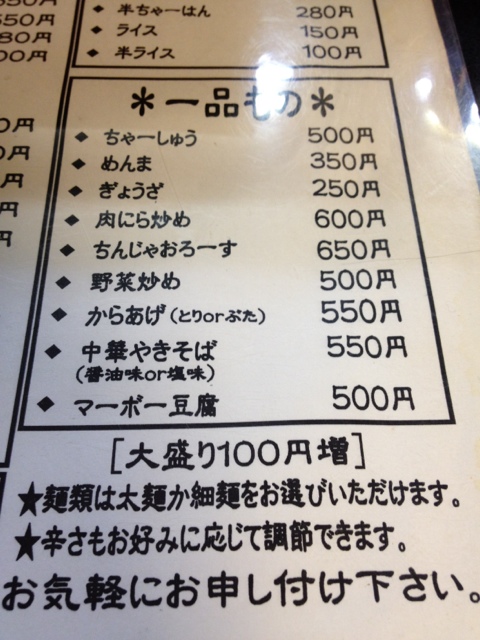 ◆ 半ちゃーはん 280円
◆ ライス 150円
◆ 半ライス 100円
＊一品もの＊
◆ ちゃーしゅう 500円
◆ めんま 350円
◆ ぎょうざ 250円
◆ 肉にら炒め 600円
◆ ちんじゃおろーす 650円
◆ 野菜炒め 500円
◆ からあげ(とりorぶた) 550円
◆ 中華やきそば 550円
(醤油味or塩味)
◆ マーボー豆腐 500円
[大盛り100円増]
★麺類は太麺か細麺をお選びいただけます。
★辛さもお好みに応じて調節できます。
お気軽にお申し付け下さい。